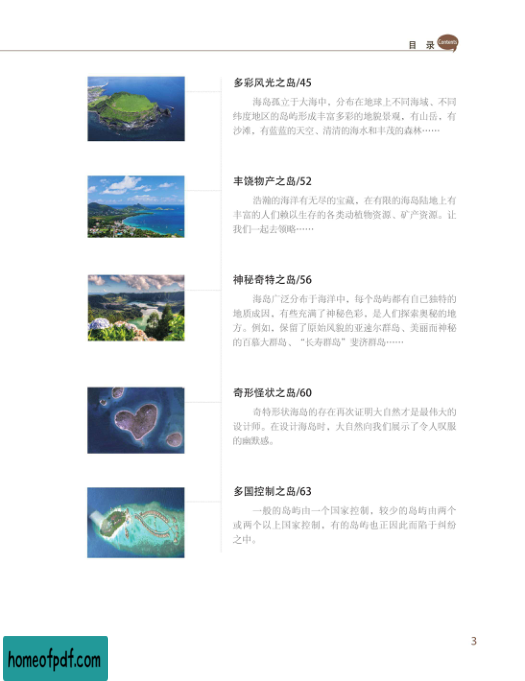 目 录 Contents
多彩风光之岛/45
海岛孤立于大海中，分布在地球上不同海域、不同
纬度地区的岛屿形成丰富多彩的地貌景观，有山岳，有
沙滩，有蓝蓝的天空、清清的海水和丰茂的森林……
丰饶物产之岛/52
浩瀚的海洋有无尽的宝藏，在有限的海岛陆地上有
丰富的人们赖以生存的各类动植物资源、矿产资源。让
我们一起去领略……
神秘奇特之岛/56
海岛广泛分布于海洋中，每个岛屿都有自己独特的
地质成因，有些充满了神秘色彩，是人们探索奥秘的地
方。例如，保留了原始风貌的亚速尔群岛、美丽而神秘
的百慕大群岛、“长寿群岛”斐济群岛……
奇形怪状之岛/60
奇特形状海岛的存在再次证明大自然才是最伟大的
设计师。在设计海岛时，大自然向我们展示了令人叹服
的幽默感。
多国控制之岛/63
一般的岛屿由一个国家控制，较少的岛屿由两个
或两个以上国家控制，有的岛屿也正因此而陷于纠纷
之中。
3
homeofpdf.com